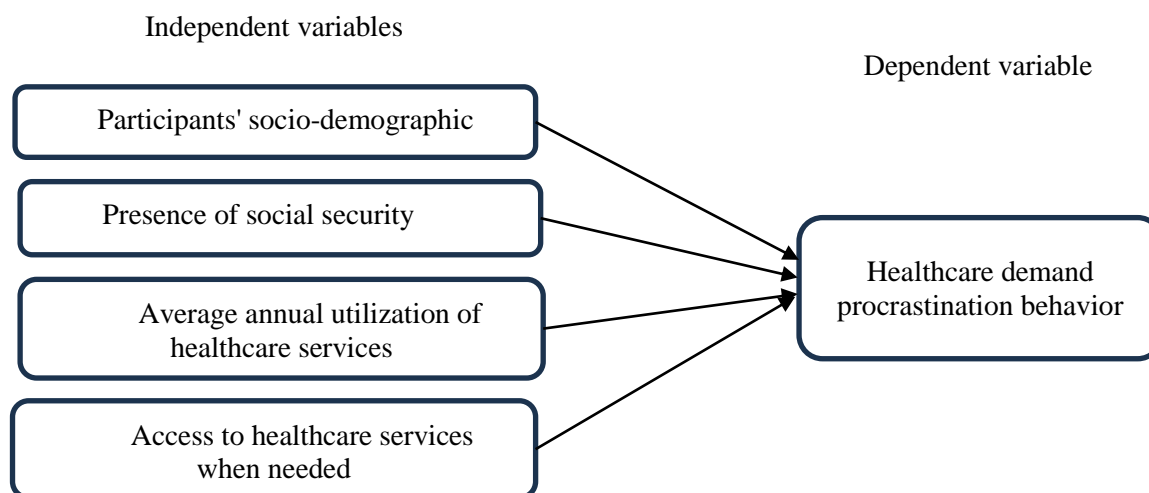 Independent variables
Dependent variable
Participants' socio-demographic
Presence of social security
Average annual utilization of
healthcare services
Access to healthcare services
when needed
Healthcare demand
procrastination behavior